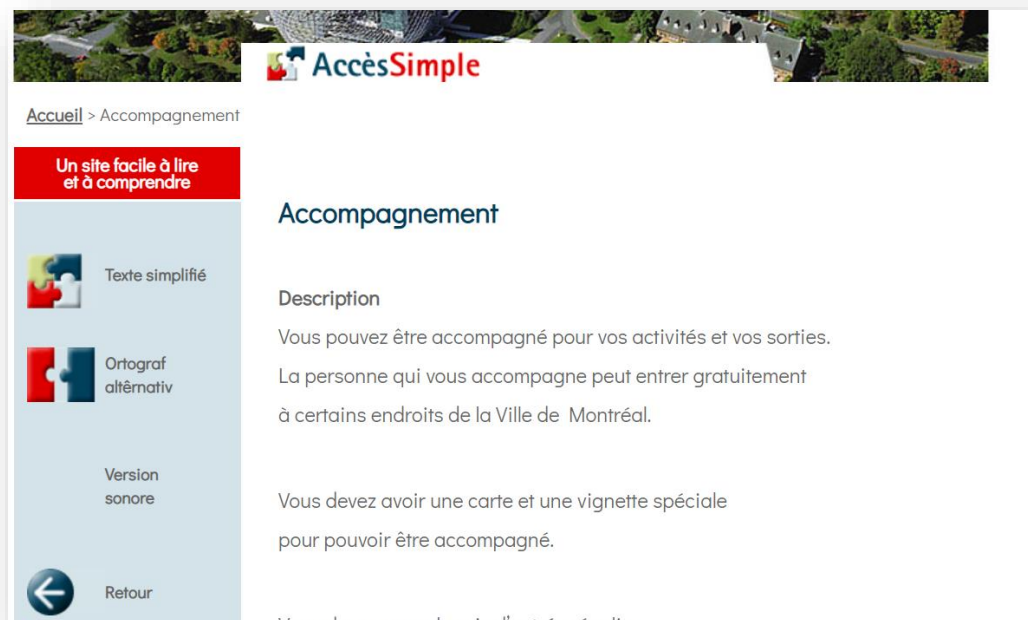 AccèsSimple
Accueil > Accompagnement
Un site facile à lire
et à comprendre
Texte simplifié
Ortograf
altêrnativ
Version
sonore
Retour
Accompagnement
Description
Vous pouvez être accompagné pour vos activités et vos sorties.
La personne qui vous accompagne peut entrer gratuitement
à certains endroits de la Ville de Montréal.
Vous devez avoir une carte et une vignette spéciale
pour pouvoir être accompagné.